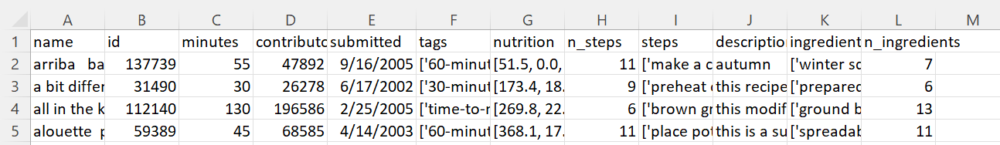 A B C D E F G H I J K L M
1 name id minutes contributo submitted tags nutrition n_steps steps descriptio ingredient n_ingredients
2 arriba ba 137739 55 47892 9/16/2005 ['60-minut [51.5, 0.0, 11 ['make a c autumn ['winter sq 7
3 a bit differ 31490 30 26278 6/17/2002 ['30-minut [173.4, 18. 9 ['preheat this recipe ['prepared 6
4 all in the k 112140 130 196586 2/25/2005 ['time-to-m [269.8, 22. 6 ['brown gr this modif ['ground b 13
5 alouette p 59389 45 68585 4/14/2003 ['60-minut [368.1, 17. 11 ['place pot this is a su ['spreadab 11